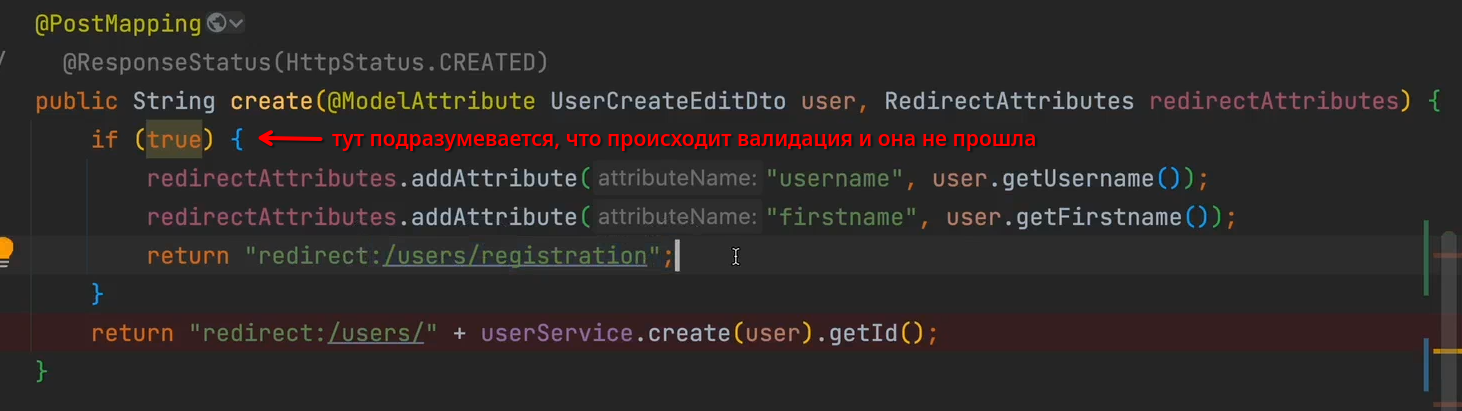 @PostMapping
/ @ResponseStatus(HttpStatus.CREATED)
public String create(@ModelAttribute UserCreateEditDto user, RedirectAttributes redirectAttributes) {
if (true) { тут подразумевается, что происходит валидация и она не прошла
redirectAttributes.addAttribute( attributeName: "username", user.getUsername());
redirectAttributes.addAttribute( attributeName: "firstname", user.getFirstname());
return "redirect:/users/registration";
}
return "redirect:/users/" + userService.create(user).getId();
}